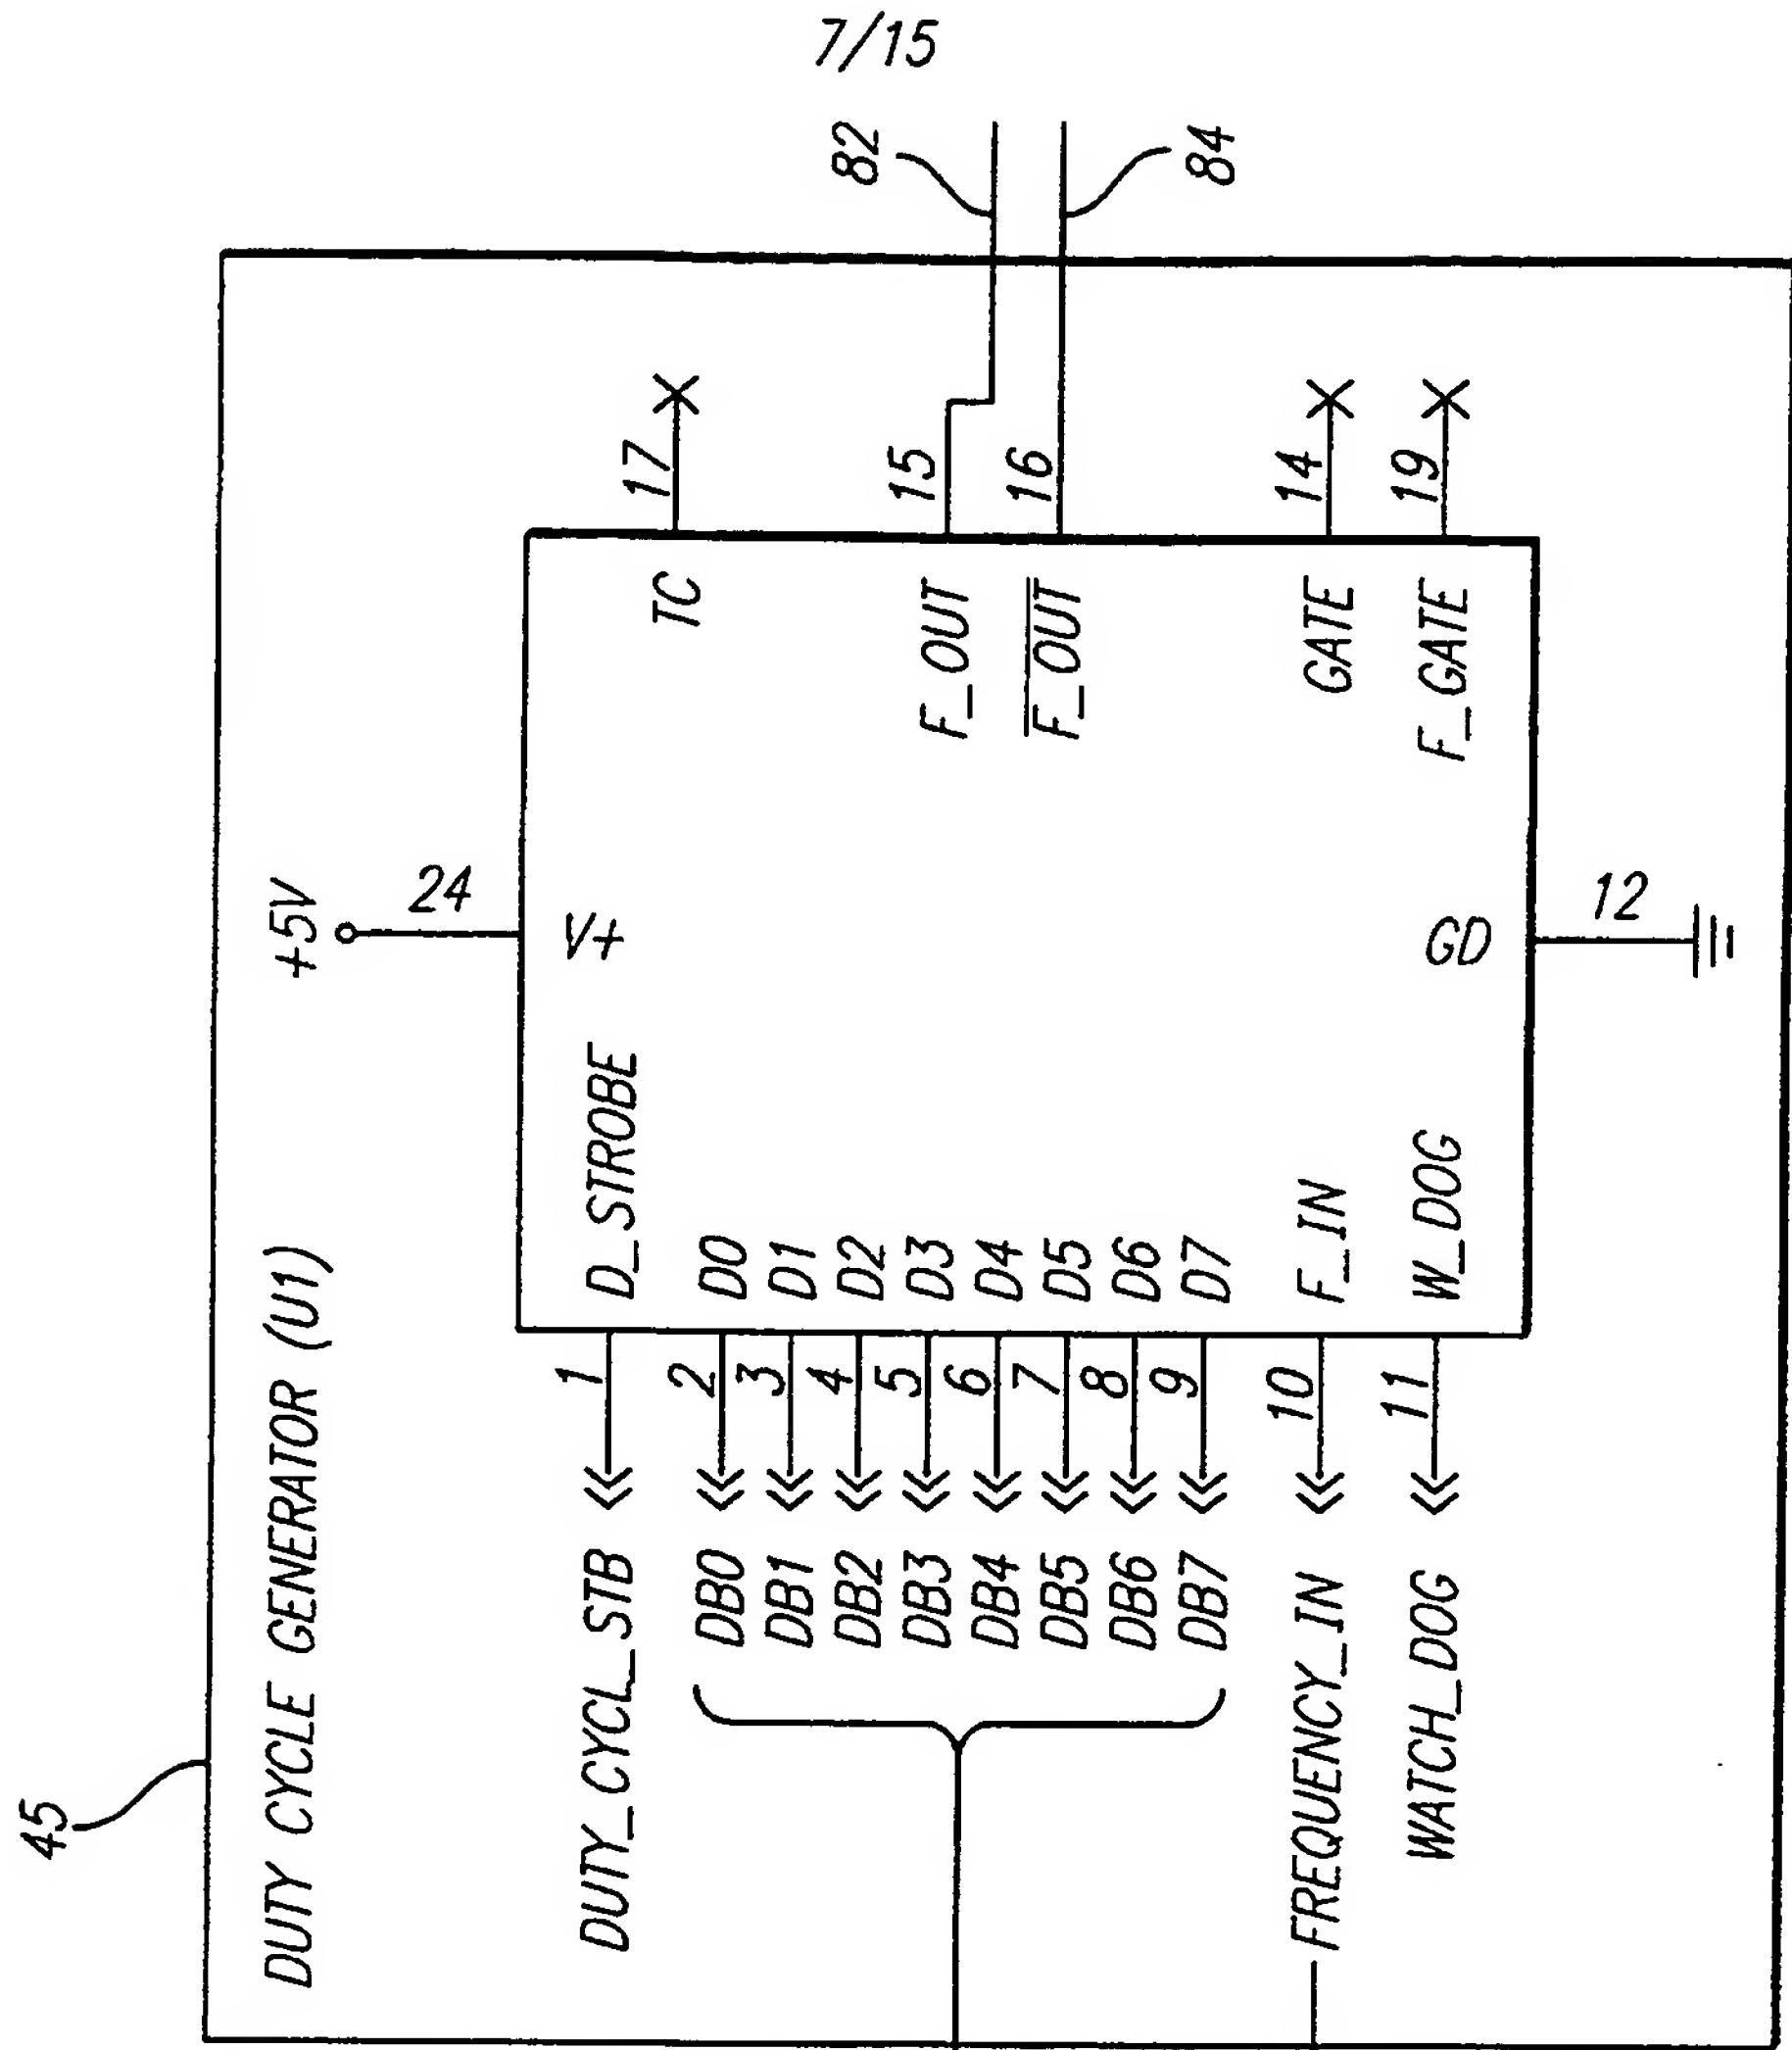 7/15
45
82
84
DUTY CYCLE GENERATOR (U1)
+5V
24
V+
DUTY_CYCL_STB
1
D_STROBE
DB0
2
D0
DB1
3
D1
DB2
4
D2
DB3
5
D3
DB4
6
D4
DB5
7
D5
DB6
8
D6
DB7
9
D7
FREQUENCY_IN
10
F_IN
WATCH_DOG
11
W_DOG
TC
17
F_OUT
15
F_OUT
16
GATE
14
F_GATE
19
GD
12